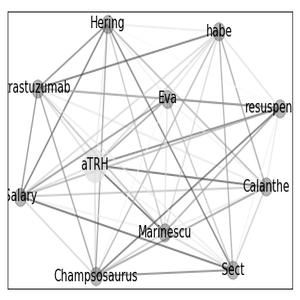 Hering
habe
rastuzumab
Eva
resuspen
aTRH
Calanthe
Salary
Marinescu
Champsosaurus
Sect